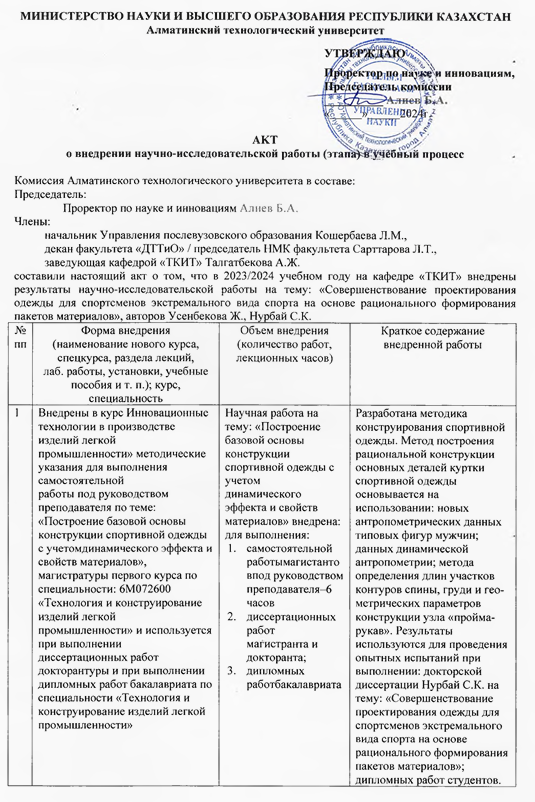 МИНИСТЕРСТВО НАУКИ И ВЫСШЕГО ОБРАЗОВАНИЯ РЕСПУБЛИКИ КАЗАХСТАН
Алматинский технологический университет
УТВЕРЖДАЮ
Проректор по науке и инновациям,
Председатель комиссии
Алиев Б.А.
« » 2024г.
УПРАВЛЕНИЕ
НАУКИ
АКТ
о внедрении научно-исследовательской работы (этапа) в учебный процесс
Комиссия Алматинского технологического университета в составе:
Председатель:
Проректор по науке и инновациям Алиев Б.А.
Члены:
начальник Управления послевузовского образования Кошербаева Л.М.,
декан факультета «ДТТиО» / председатель НМК факультета Сарттарова Л.Т.,
заведующая кафедрой «ТКИТ» Талгатбекова А.Ж.
составили настоящий акт о том, что в 2023/2024 учебном году на кафедре «ТКИТ» внедрены
результаты научно-исследовательской работы на тему: «Совершенствование проектирования
одежды для спортсменов экстремального вида спорта на основе рационального формирования
пакетов материалов», авторов Усенбекова Ж., Нурбай С.К.
№
пп
Форма внедрения
(наименование нового курса,
спецкурса, раздела лекций,
лаб. работы, установки, учебные
пособия и т. п.); курс,
специальность
Объем внедрения
(количество работ,
лекционных часов)
Краткое содержание
внедренной работы
1
Внедрены в курс Инновационные
технологии в производстве
изделий легкой
промышленности» методические
указания для выполнения
самостоятельной
работы под руководством
преподавателя по теме:
«Построение базовой основы
конструкции спортивной одежды
с учетомдинамического эффекта и
свойств материалов»,
магистратуры первого курса по
специальности: 6М072600
«Технология и конструирование
изделий легкой
промышленности» и используется
при выполнении
диссертационных работ
докторантуры и при выполнении
дипломных работ бакалавриата по
специальности «Технология и
конструирование изделий легкой
промышленности»
Научная работа на
тему: «Построение
базовой основы
конструкции
спортивной одежды с
учетом
динамического
эффекта и свойств
материалов» внедрена:
для выполнения:
1. самостоятельной
работымагистанто
впод руководством
преподавателя–6
часов
2. диссертационных
работ
магистранта и
докторанта;
3. дипломных
работбакалавриата
Разработана методика
конструирования спортивной
одежды. Метод построения
рациональной конструкции
основных деталей куртки
спортивной одежды
основывается на
использовании: новых
антропометрических данных
типовых фигур мужчин;
данных динамической
антропометрии; метода
определения длин участков
контуров спины, груди и гео-
метрических параметров
конструкции узла «пройма-
рукав». Результаты
используются для проведения
опытных испытаний при
выполнении: докторской
диссертации Нурбай С.К. на
тему: «Совершенствование
проектирования одежды для
спортсменов экстремального
вида спорта на основе
рационального формирования
пакетов материалов»;
дипломных работ студентов.